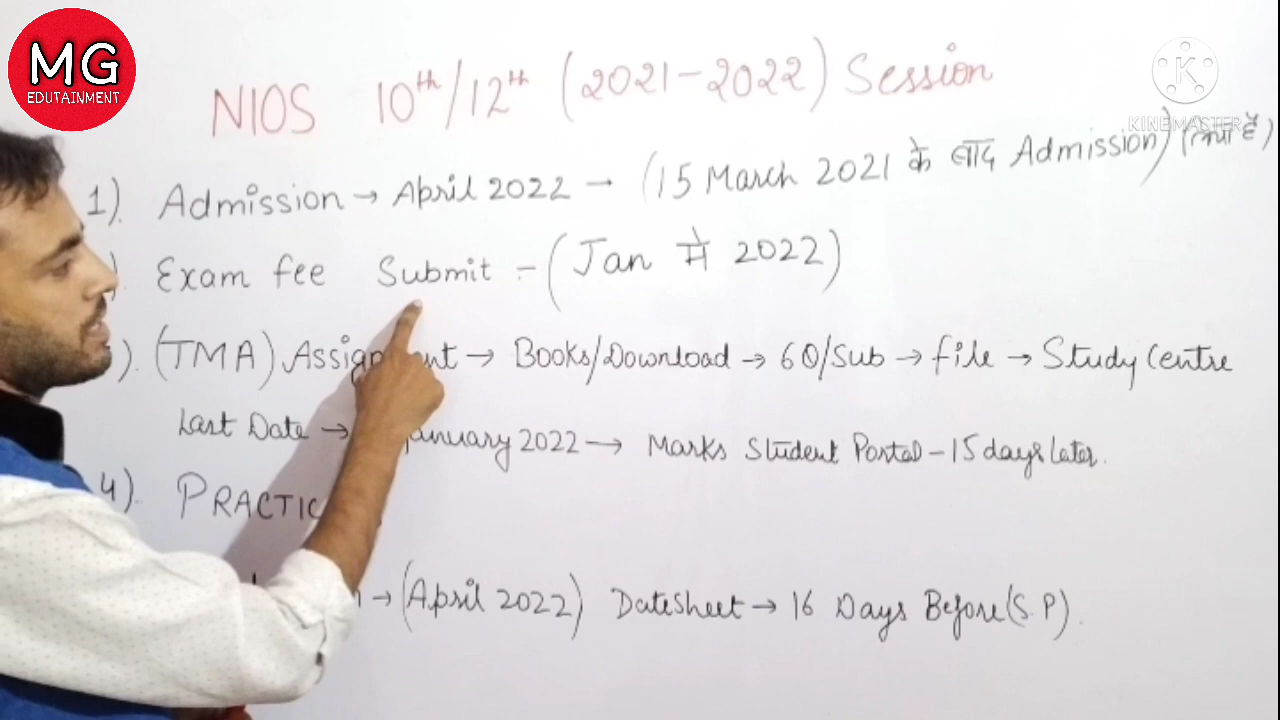 MG
EDUTAINMENT
KINEMASTER
NIOS 10th/12th (2021-2022) Session
1). Admission → April 2022 → (15 March 2021 के बाद Admission) (लिया है)
). Exam fee Submit :- (Jan में 2022)
). (TMA) Assignment → Books/Download → 6Q/Sub → file → Study Centre
Last Date → January 2022 → Marks Student Portal - 15 days Later.
4). PRACTIC
→ (April 2022) DateSheet → 16 Days Before (S.P).